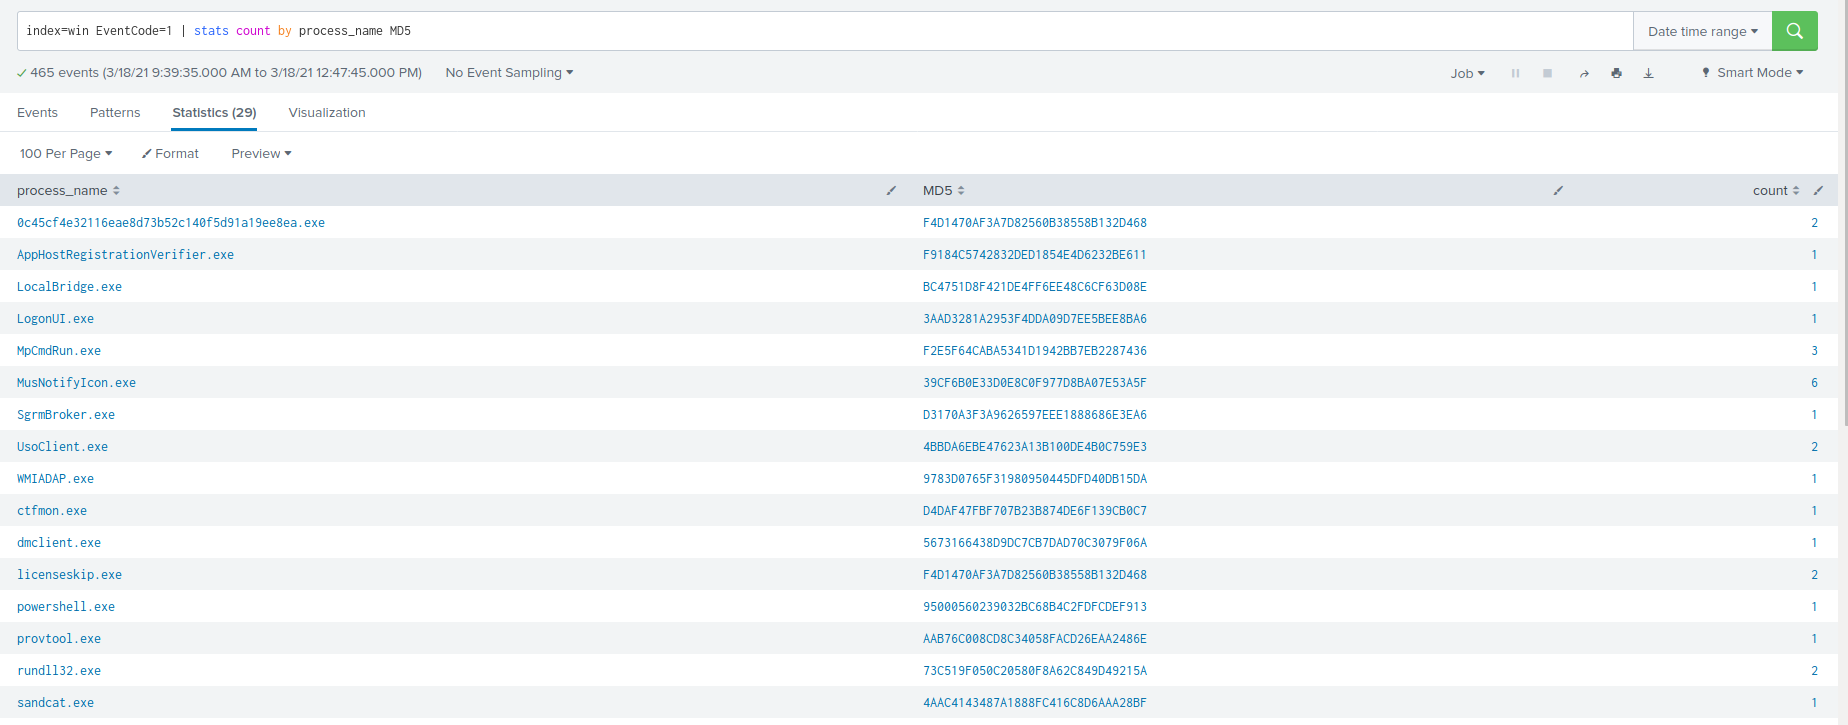 index=win EventCode=1 | stats count by process_name MD5
Date time range
465 events (3/18/21 9:39:35.000 AM to 3/18/21 12:47:45.000 PM) No Event Sampling Job Smart Mode
Events Patterns Statistics (29) Visualization
100 Per Page Format Preview
process_name MD5 count
0c45cf4e32116eae8d73b52c140f5d91a19ee8ea.exe F4D1470AF3A7D82560B38558B132D468 2
AppHostRegistrationVerifier.exe F9184C5742832DED1854E4D6232BE611 1
LocalBridge.exe BC4751D8F421DE4FF6EE48C6CF63D08E 1
LogonUI.exe 3AAD3281A2953F4DDA09D7EE5BEE8BA6 1
MpCmdRun.exe F2E5F64CABA5341D1942BB7EB2287436 3
MusNotifyIcon.exe 39CF6B0E33D0E8C0F977D8BA07E53A5F 6
SgrmBroker.exe D3170A3F3A9626597EEE1888686E3EA6 1
UsoClient.exe 4BBDA6EBE47623A13B100DE4B0C759E3 2
WMIADAP.exe 9783D0765F31980950445DFD40DB15DA 1
ctfmon.exe D4DAF47FBF707B23B874DE6F139CB0C7 1
dmclient.exe 5673166438D9DC7CB7DAD70C3079F06A 1
licenseskip.exe F4D1470AF3A7D82560B38558B132D468 2
powershell.exe 95000560239032BC68B4C2FDFCDEF913 1
provtool.exe AAB76C008CD8C34058FACD26EAA2486E 1
rundll32.exe 73C519F050C20580F8A62C849D49215A 2
sandcat.exe 4AAC4143487A1888FC416C8D6AAA28BF 1